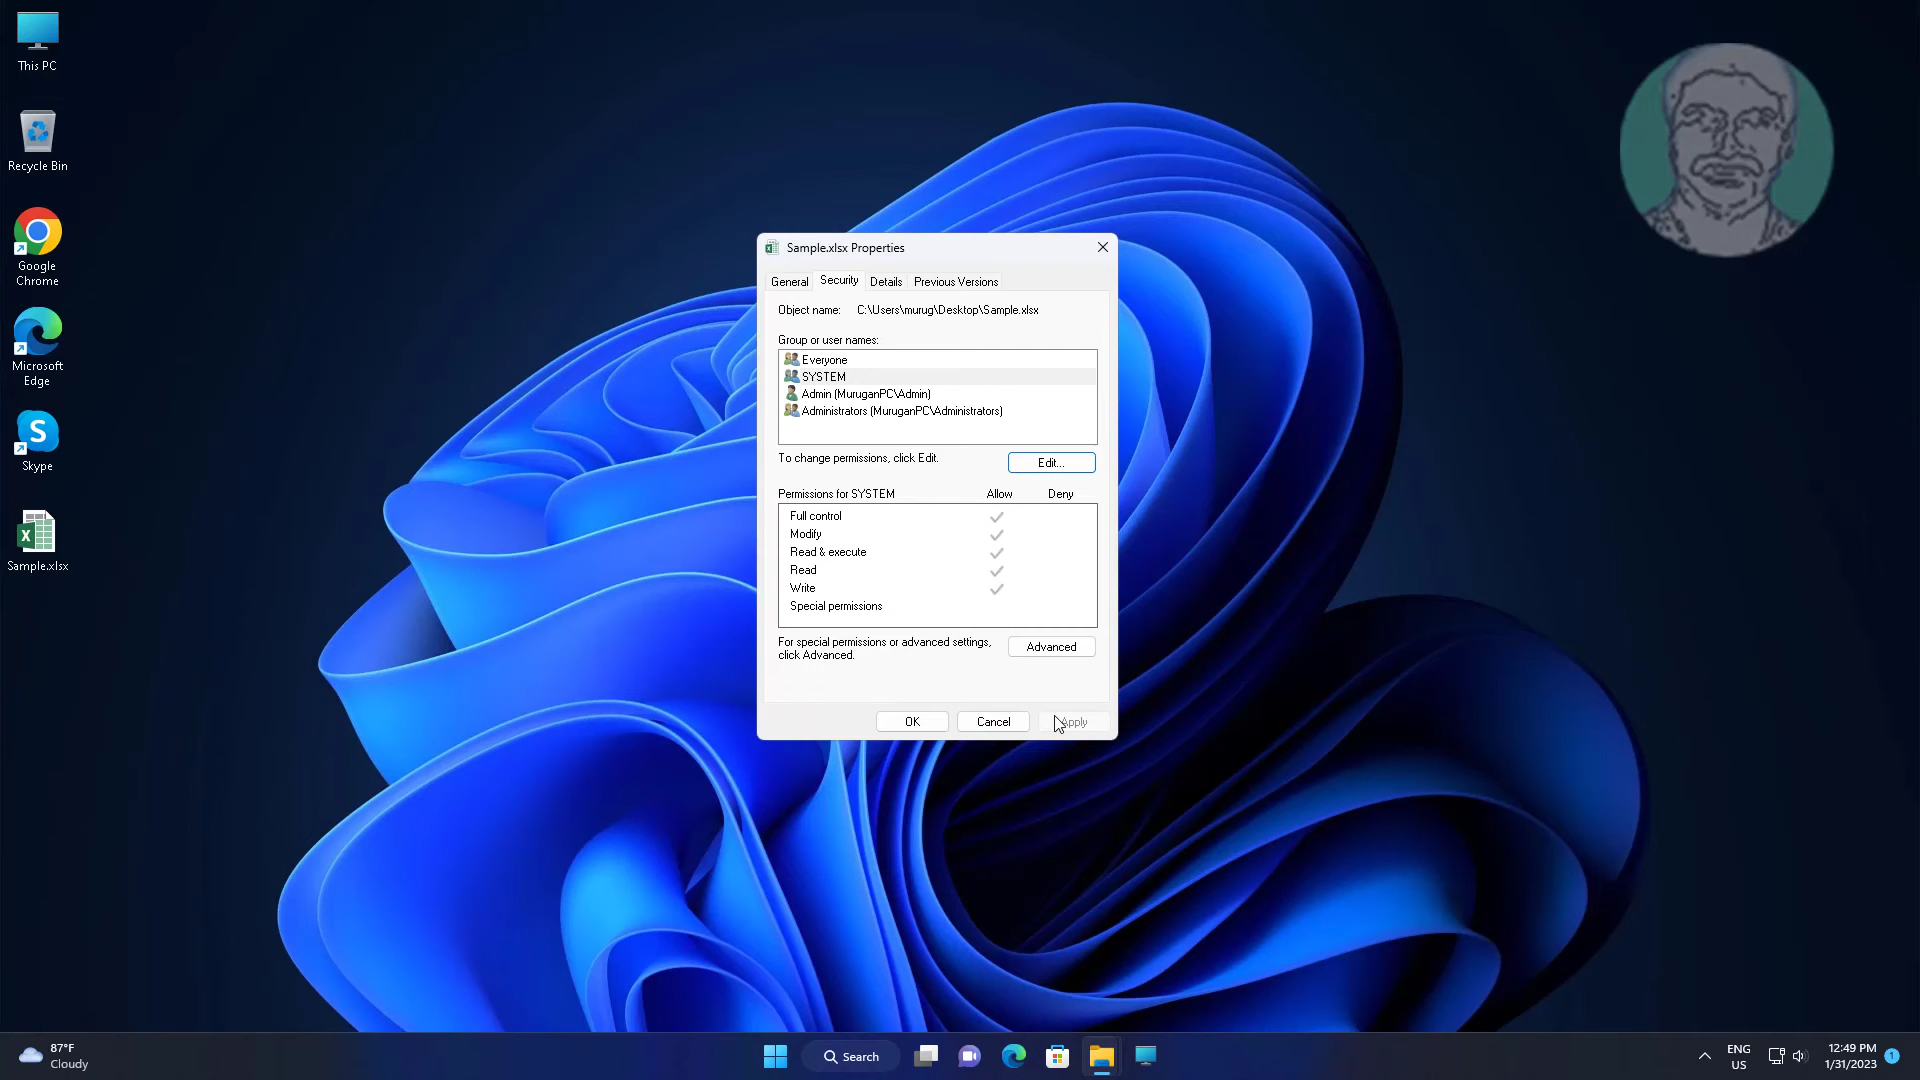 This PC
Recycle Bin
Google
Chrome
Microsoft
Edge
Skype
Sample.xlsx
Sample.xlsx Properties
General Security Details Previous Versions
Object name: C:\Users\murug\Desktop\Sample.xlsx
Group or user names:
Everyone
SYSTEM
Admin (MuruganPC\Admin)
Administrators (MuruganPC\Administrators)
To change permissions, click Edit. Edit...
Permissions for SYSTEM Allow Deny
Full control
Modify
Read & execute
Read
Write
Special permissions
For special permissions or advanced settings,
click Advanced. Advanced
OK Cancel Apply
87°F
Cloudy
Search
ENG
US
12:49 PM
1/31/2023
1